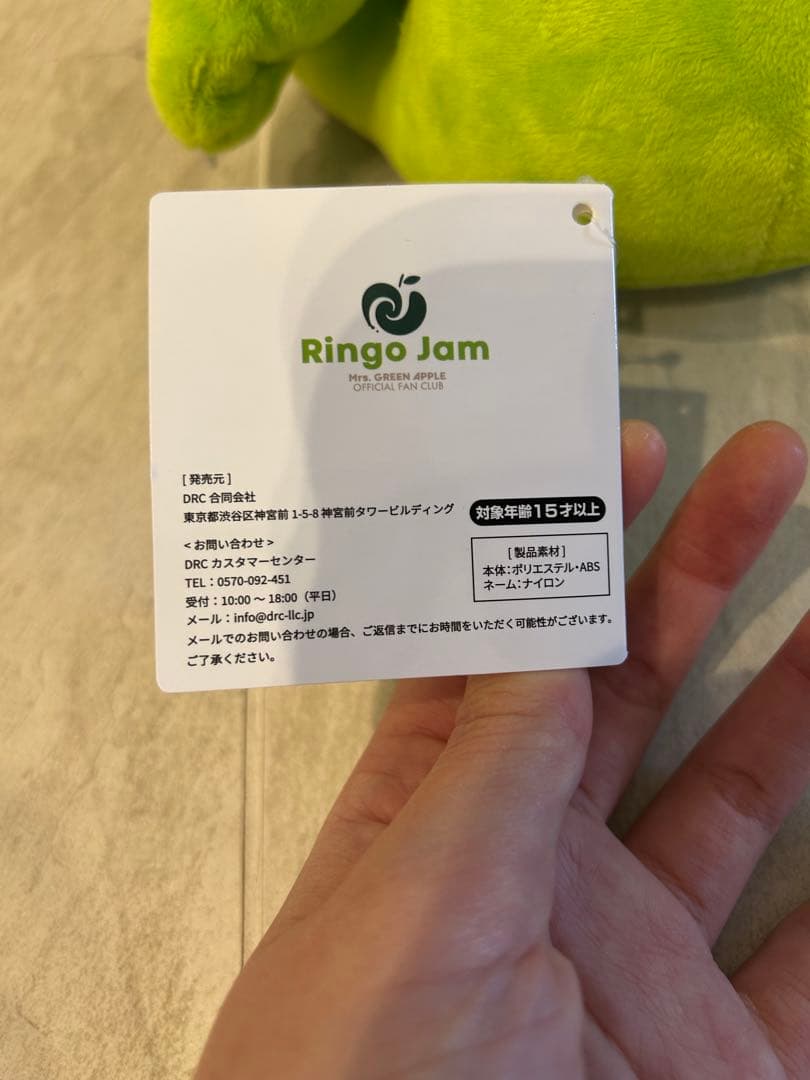 Ringo Jam
Mrs. GREEN APPLE
OFFICIAL FAN CLUB
[ 発売元 ]
DRC 合同会社
東京都渋谷区神宮前 1-5-8 神宮前タワービルディング
対象年齢15才以上
< お問い合わせ >
DRC カスタマーセンター
TEL：0570-092-451
受付：10:00 〜 18:00（平日）
メール：info@drc-llc.jp
メールでのお問い合わせの場合、ご返信までにお時間をいただく可能性がございます。
ご了承ください。
[ 製品素材 ]
本体：ポリエステル・ABS
ネーム：ナイロン